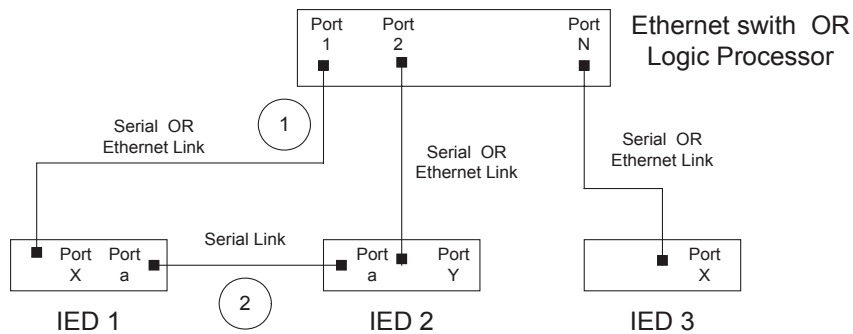 Port
1
Port
2
Port
N
Ethernet swith OR
Logic Processor
Serial OR
Ethernet Link
1
Serial OR
Ethernet Link
Serial OR
Ethernet Link
Port
X
Port
a
Serial Link
2
Port
a
Port
Y
Port
X
IED 1
IED 2
IED 3